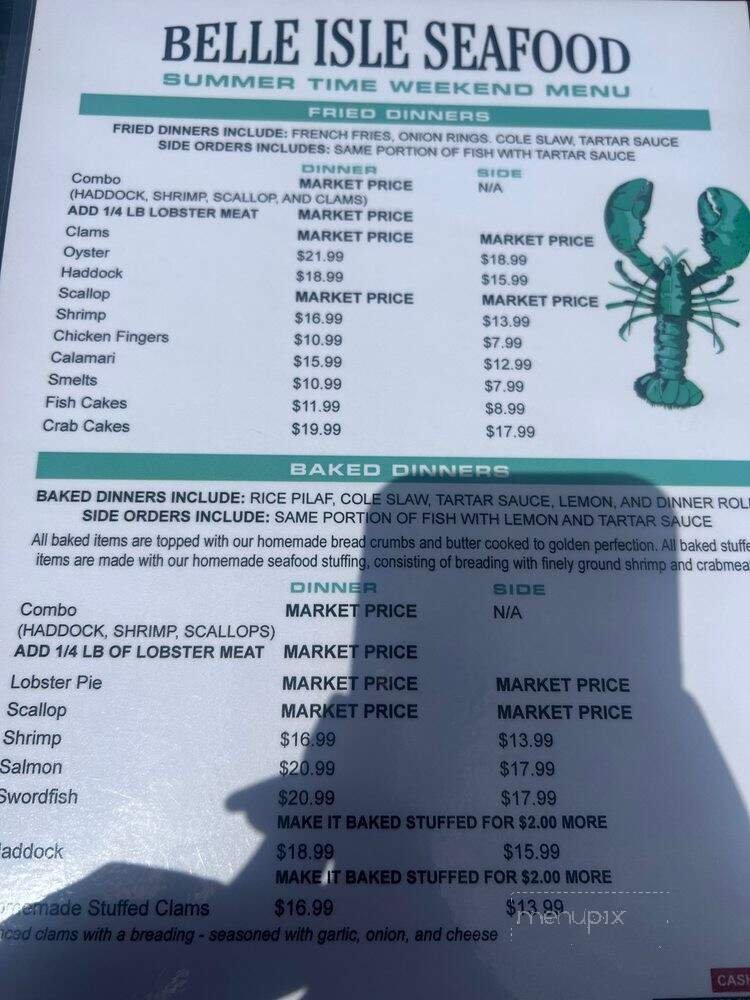 BELLE ISLE SEAFOOD
SUMMER TIME WEEKEND MENU
FRIED DINNERS
FRIED DINNERS INCLUDE: FRENCH FRIES, ONION RINGS. COLE SLAW, TARTAR SAUCE
SIDE ORDERS INCLUDES: SAME PORTION OF FISH WITH TARTAR SAUCE
DINNER SIDE
Combo MARKET PRICE N/A
(HADDOCK, SHRIMP, SCALLOP, AND CLAMS)
ADD 1/4 LB LOBSTER MEAT MARKET PRICE
Clams MARKET PRICE MARKET PRICE
Oyster $21.99 $18.99
Haddock $18.99 $15.99
Scallop MARKET PRICE MARKET PRICE
Shrimp $16.99 $13.99
Chicken Fingers $10.99 $7.99
Calamari $15.99 $12.99
Smelts $10.99 $7.99
Fish Cakes $11.99 $8.99
Crab Cakes $19.99 $17.99
BAKED DINNERS
BAKED DINNERS INCLUDE: RICE PILAF, COLE SLAW, TARTAR SAUCE, LEMON, AND DINNER ROL
SIDE ORDERS INCLUDE: SAME PORTION OF FISH WITH LEMON AND TARTAR SAUCE
All baked items are topped with our homemade bread crumbs and butter cooked to golden perfection. All baked stuffe
items are made with our homemade seafood stuffing, consisting of breading with finely ground shrimp and crabmea
DINNER SIDE
Combo MARKET PRICE N/A
(HADDOCK, SHRIMP, SCALLOPS)
ADD 1/4 LB OF LOBSTER MEAT MARKET PRICE
Lobster Pie MARKET PRICE MARKET PRICE
Scallop MARKET PRICE MARKET PRICE
Shrimp $16.99 $13.99
Salmon $20.99 $17.99
Swordfish $20.99 $17.99
MAKE IT BAKED STUFFED FOR $2.00 MORE
addock $18.99 $15.99
MAKE IT BAKED STUFFED FOR $2.00 MORE
emade Stuffed Clams $16.99 $13.99
menupix
ced clams with a breading - seasoned with garlic, onion, and cheese
CASH